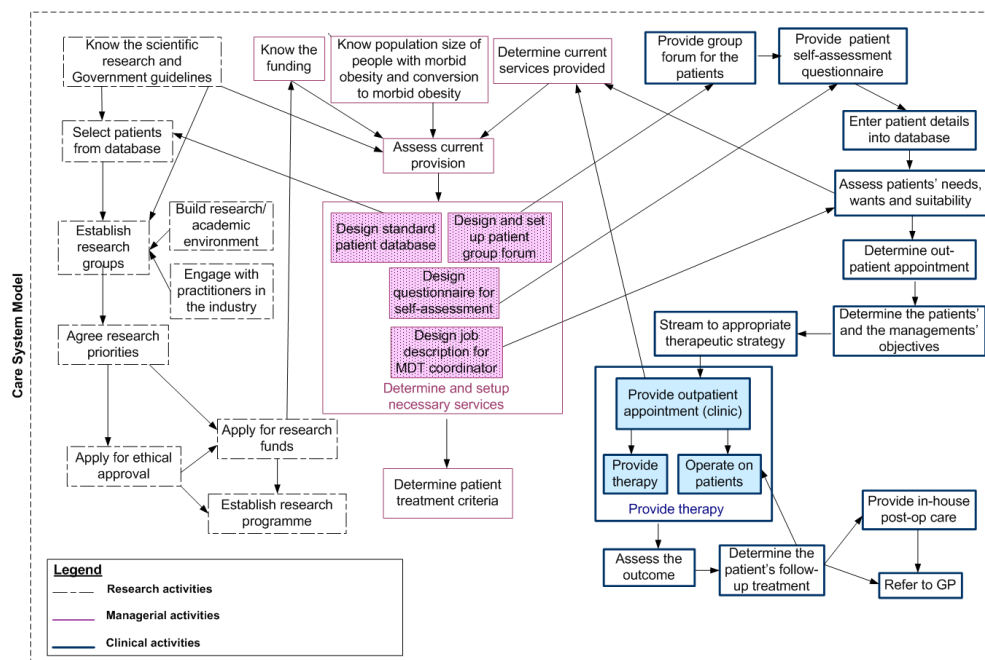 Know the scientific
research and
Government guidelines
Know the
funding
Know population size of
people with morbid
obesity and conversion
to morbid obesity
Determine current
services provided
Provide group
forum for the
patients
Provide patient
self-assessment
questionnaire
Select patients
from database
Assess current
provision
Enter patient details
into database
Assess patients' needs,
wants and suitability
Build research/
academic
environment
Establish
research
groups
Engage with
practitioners in
the industry
Design standard
patient database
Design and set
up patient
group forum
Design
questionnaire for
self-assessment
Design job
description for
MDT coordinator
Determine and setup
necessary services
Determine out-
patient appointment
Determine the patients'
and the managements'
objectives
Stream to appropriate
therapeutic strategy
Agree research
priorities
Provide outpatient
appointment (clinic)
Provide
therapy
Operate on
patients
Provide therapy
Apply for research
funds
Apply for ethical
approval
Establish research
programme
Determine patient
treatment criteria
Assess the
outcome
Determine the
patient's follow-
up treatment
Provide in-house
post-op care
Refer to GP
Care System Model
Legend
Research activities
Managerial activities
Clinical activities